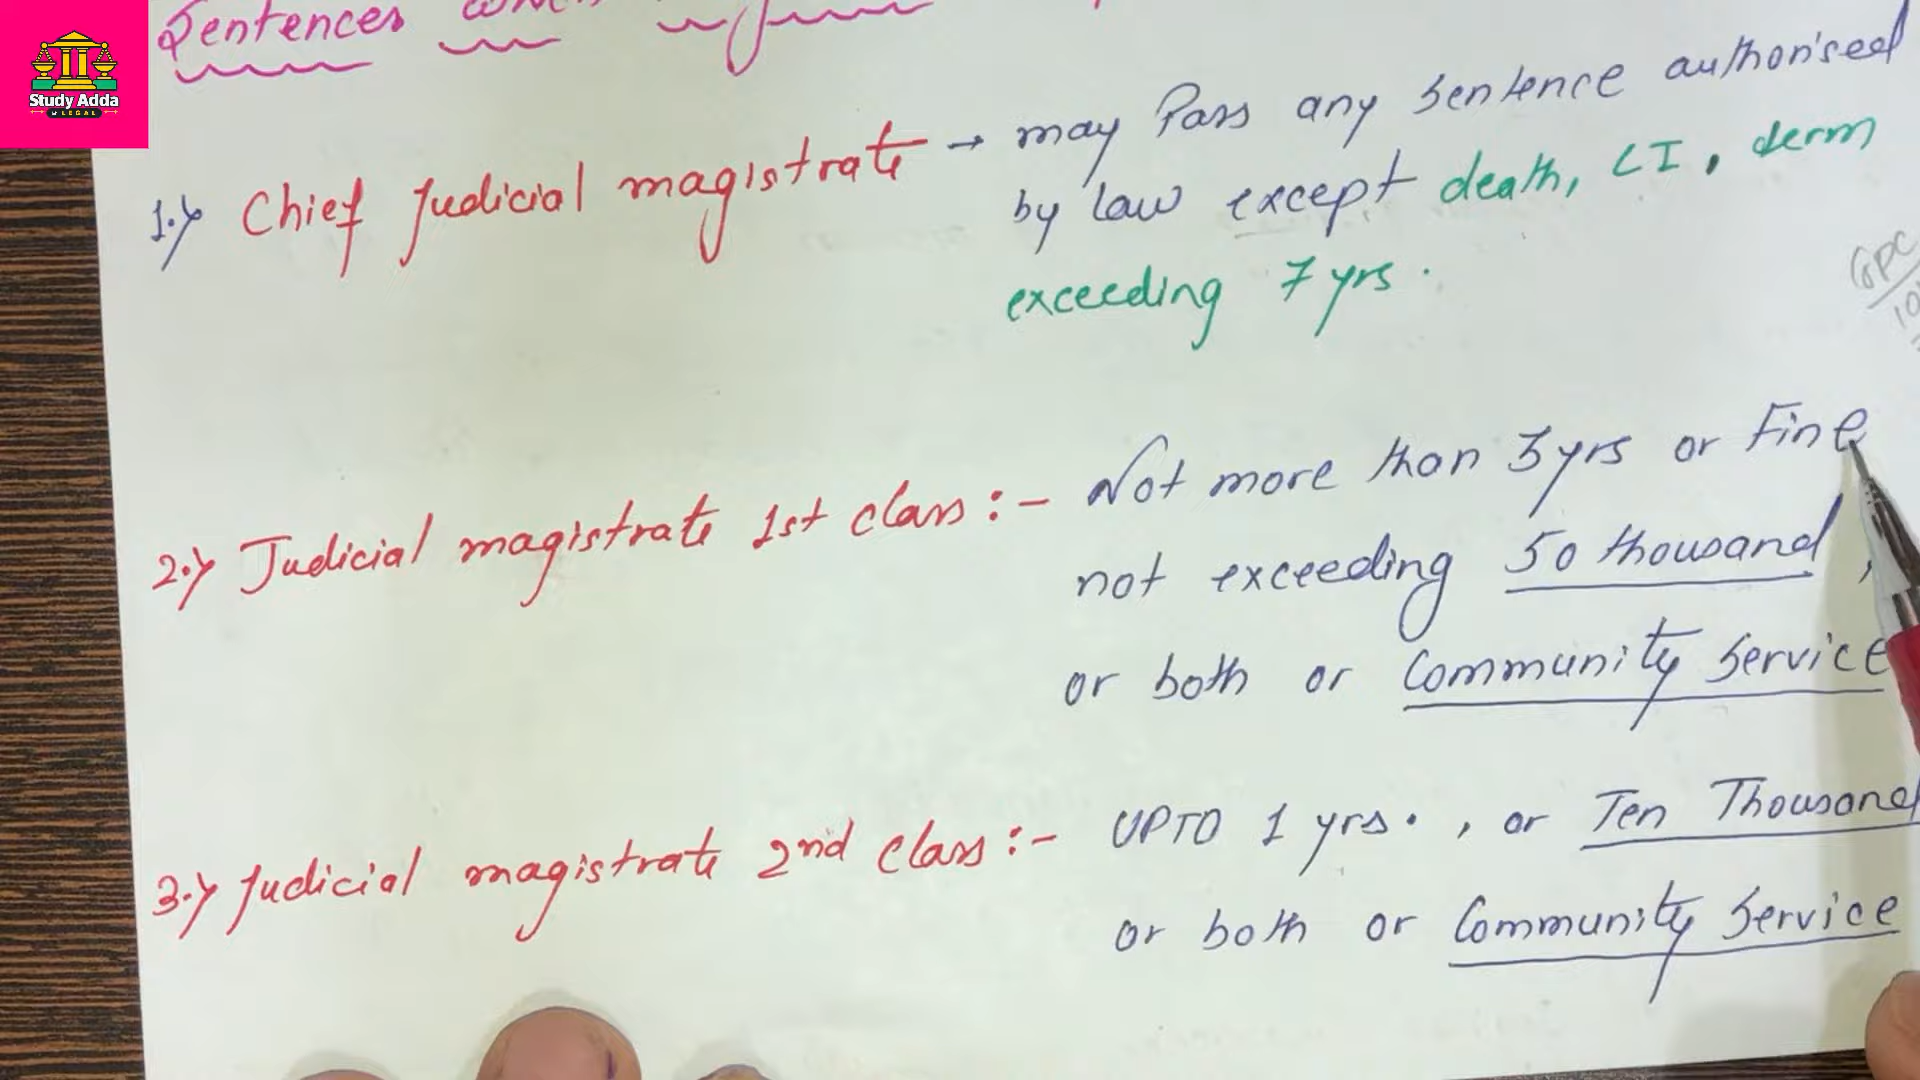 Study Adda
LEGAL
Sentences which
1.) Chief Judicial magistrate → may Pass any sentence authorised
by law except death, LI, term
exceeding 7 yrs.
GPC
2.) Judicial magistrate 1st class :- Not more than 3 yrs or Fine
not exceeding 50 thousand,
or both or Community Service
3.) Judicial magistrate 2nd class :- UPTO 1 yrs. , or Ten Thousand
or both or Community Service